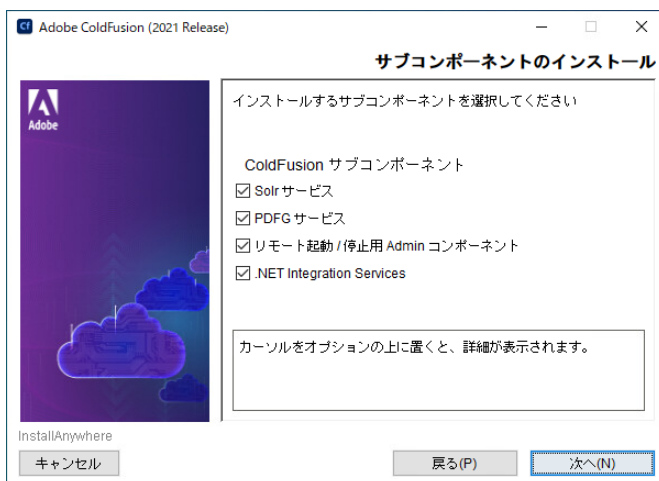 Cf Adobe ColdFusion (2021 Release)
サブコンポーネントのインストール
Adobe
インストールするサブコンポーネントを選択してください
ColdFusion サブコンポーネント
Solr サービス
PDFG サービス
リモート起動 / 停止用 Admin コンポーネント
.NET Integration Services
カーソルをオプションの上に置くと、詳細が表示されます。
InstallAnywhere
キャンセル 戻る(P) 次へ(N)